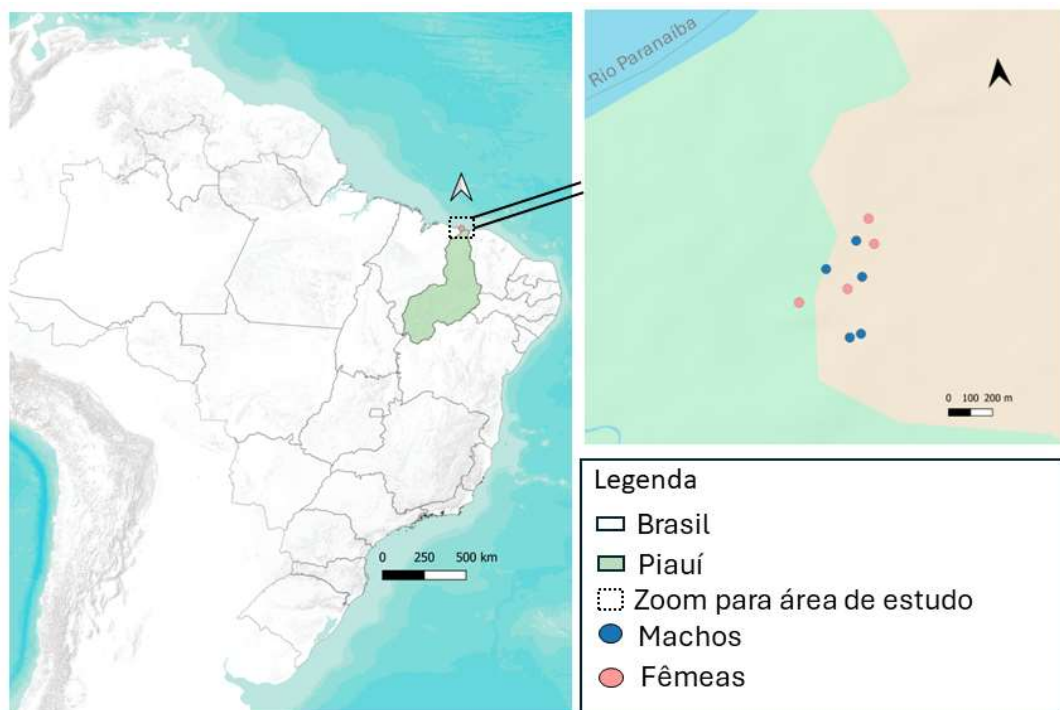 Rio Paranaíba
0 100 200 m
0 250 500 km
Legenda
Brasil
Piauí
Zoom para área de estudo
Machos
Fêmeas